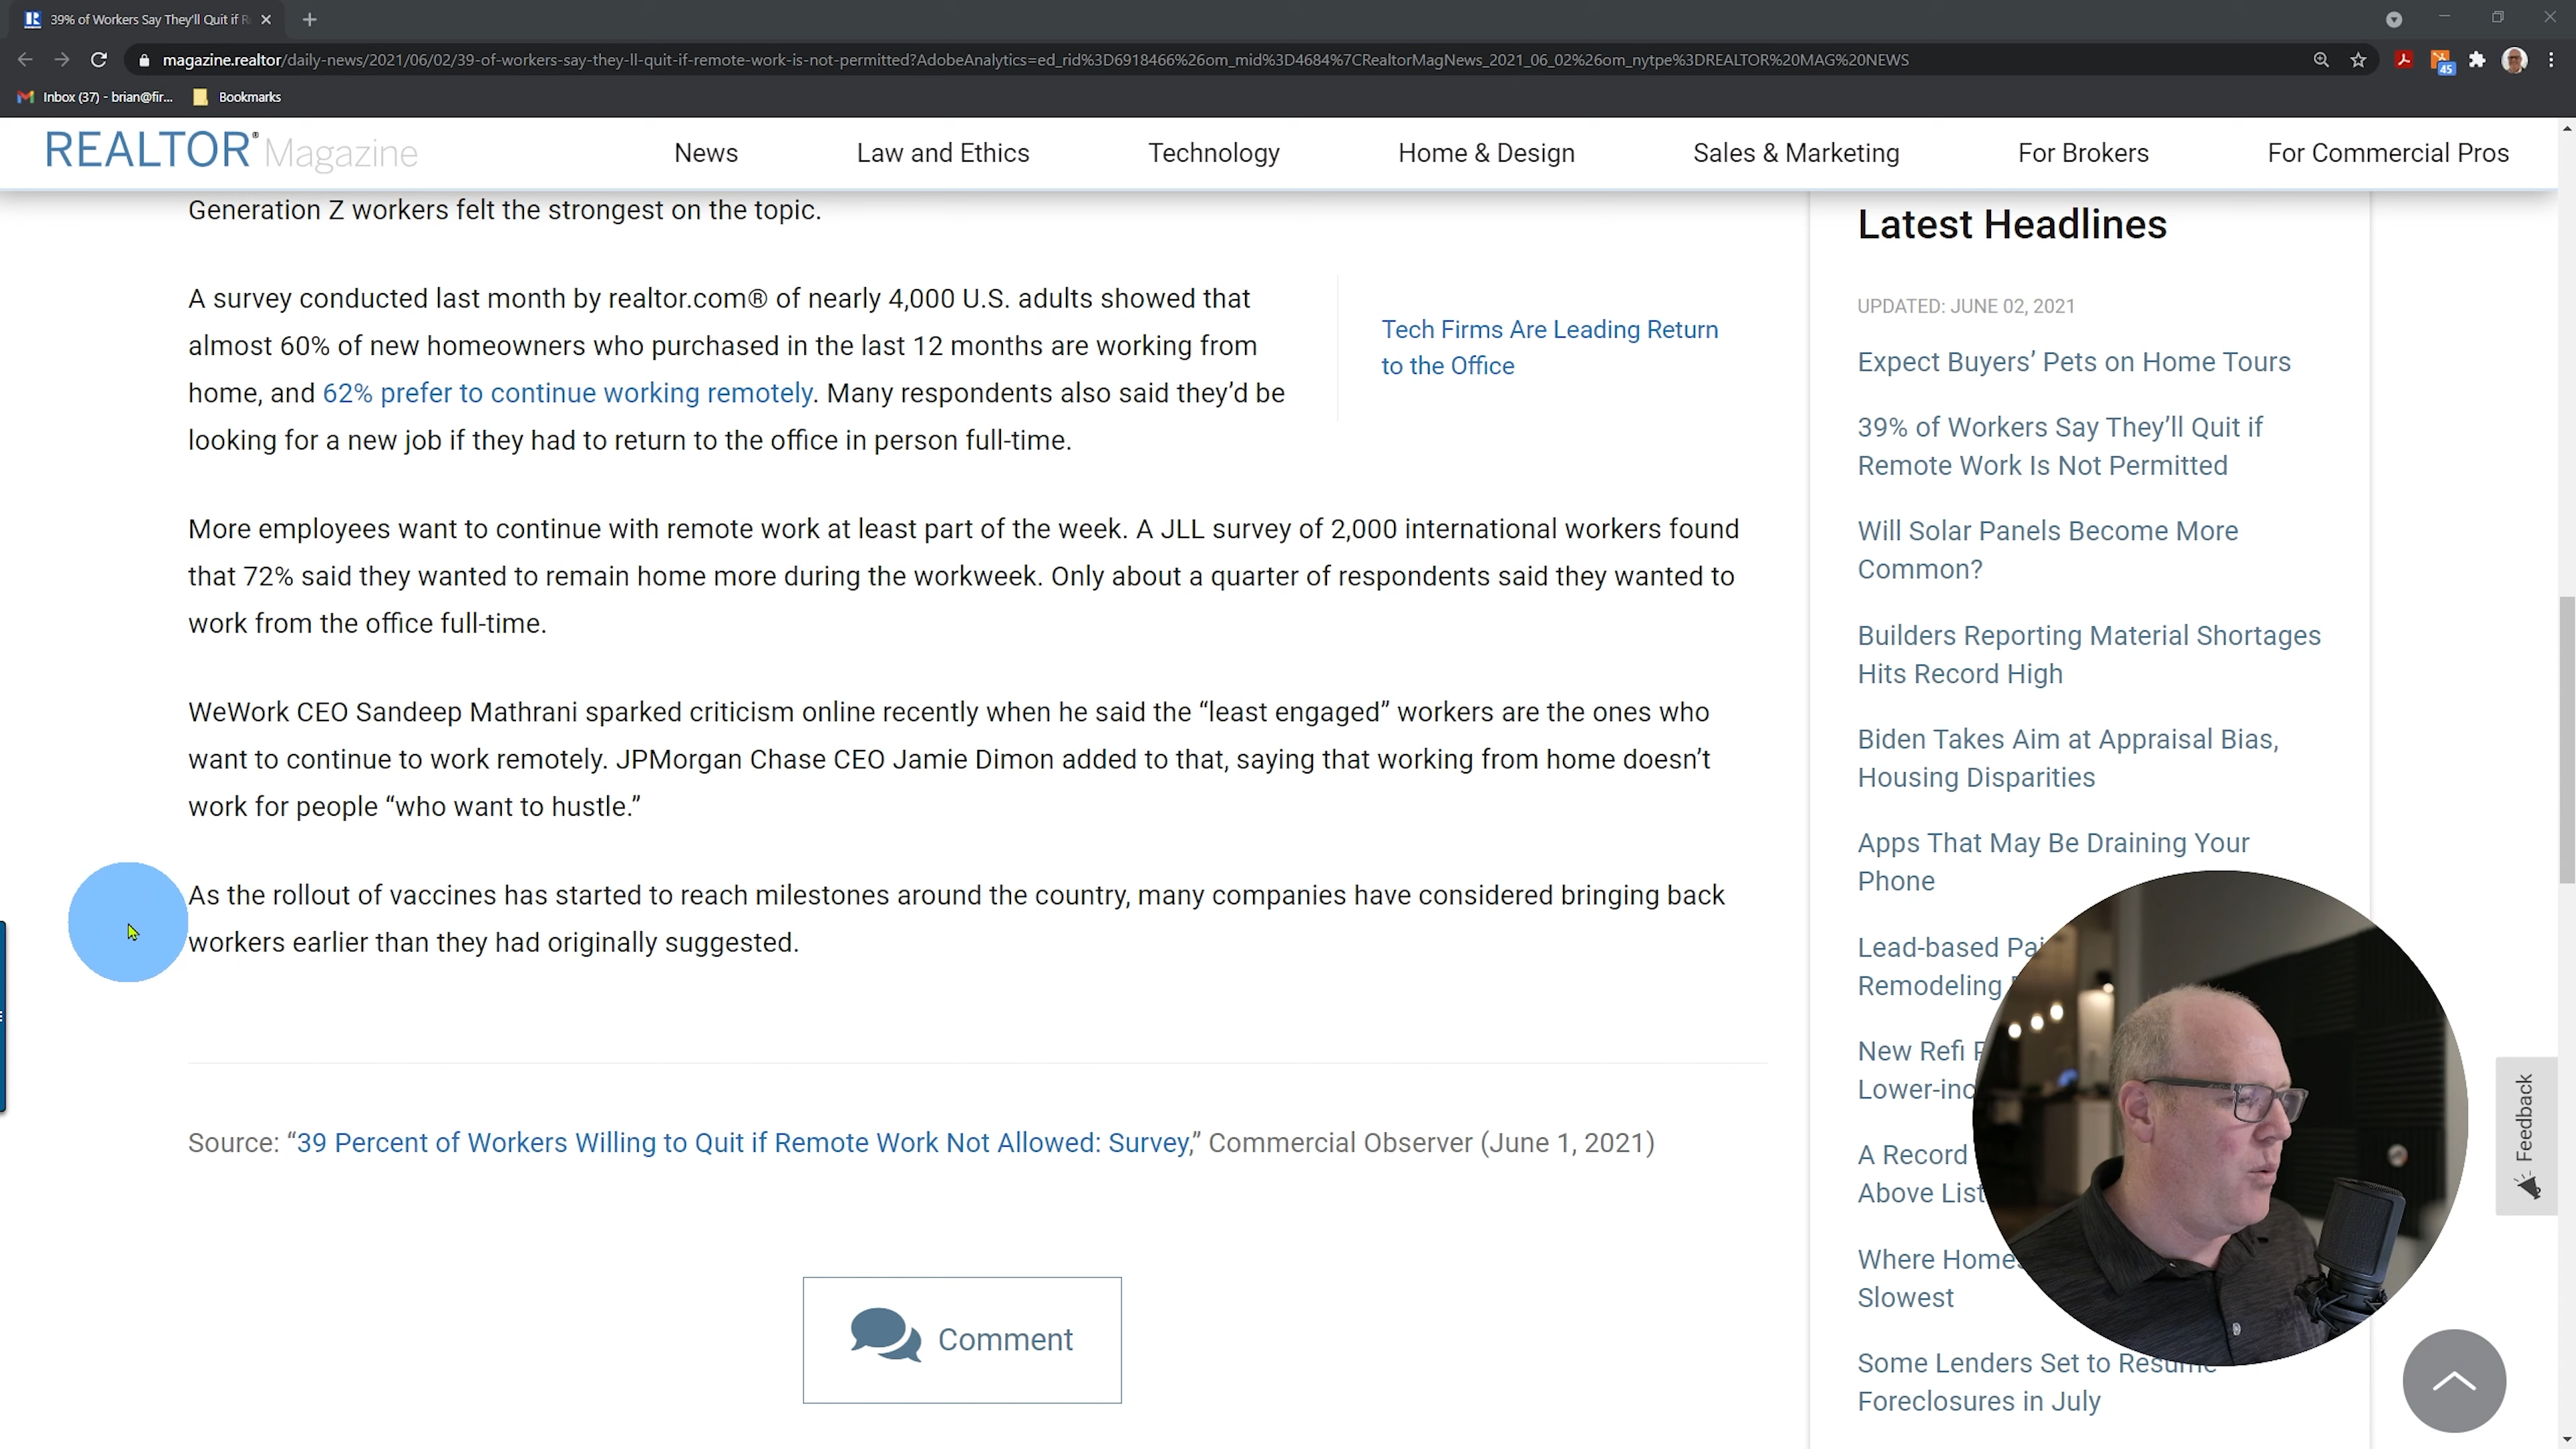 39% of Workers Say They'll Quit if R
magazine.realtor/daily-news/2021/06/02/39-of-workers-say-they-ll-quit-if-remote-work-is-not-permitted?AdobeAnalytics=ed_rid%3D6918466%26om_mid%3D4684%7CRealtorMagNews_2021_06_02%26om_nytpe%3DREALTOR%20MAG%20NEWS
45
Inbox (37) - brian@fir...
Bookmarks
REALTOR® Magazine
News
Law and Ethics
Technology
Home & Design
Sales & Marketing
For Brokers
For Commercial Pros
Generation Z workers felt the strongest on the topic.
A survey conducted last month by realtor.com® of nearly 4,000 U.S. adults showed that
almost 60% of new homeowners who purchased in the last 12 months are working from
home, and 62% prefer to continue working remotely. Many respondents also said they’d be
looking for a new job if they had to return to the office in person full-time.
Tech Firms Are Leading Return
to the Office
More employees want to continue with remote work at least part of the week. A JLL survey of 2,000 international workers found
that 72% said they wanted to remain home more during the workweek. Only about a quarter of respondents said they wanted to
work from the office full-time.
WeWork CEO Sandeep Mathrani sparked criticism online recently when he said the “least engaged” workers are the ones who
want to continue to work remotely. JPMorgan Chase CEO Jamie Dimon added to that, saying that working from home doesn’t
work for people “who want to hustle.”
As the rollout of vaccines has started to reach milestones around the country, many companies have considered bringing back
workers earlier than they had originally suggested.
Source: “39 Percent of Workers Willing to Quit if Remote Work Not Allowed: Survey,” Commercial Observer (June 1, 2021)
Comment
Latest Headlines
UPDATED: JUNE 02, 2021
Expect Buyers’ Pets on Home Tours
39% of Workers Say They’ll Quit if
Remote Work Is Not Permitted
Will Solar Panels Become More
Common?
Builders Reporting Material Shortages
Hits Record High
Biden Takes Aim at Appraisal Bias,
Housing Disparities
Apps That May Be Draining Your
Phone
Lead-based Pai
Remodeling
New Refi
Lower-inc
A Record
Above List
Where Home
Slowest
Some Lenders Set to Resume
Foreclosures in July
Feedback